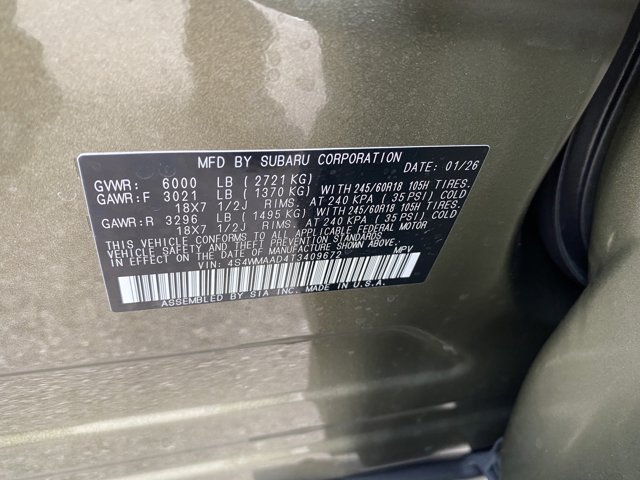 MFD BY SUBARU CORPORATION DATE: 01/26
GVWR: 6000 LB (2721 KG)
GAWR:F 3021 LB (1370 KG) WITH 245/60R18 105H TIRES.
18X7 1/2J RIMS. AT 240 KPA (35 PSI) COLD
GAWR:R 3296 LB (1495 KG) WITH 245/60R18 105H TIRES.
18X7 1/2J RIMS. AT 240 KPA (35 PSI) COLD
THIS VEHICLE CONFORMS TO ALL APPLICABLE FEDERAL MOTOR
VEHICLE SAFETY AND THEFT PREVENTION STANDARDS
IN EFFECT ON THE DATE OF MANUFACTURE SHOWN ABOVE.
VIN: 4S4WMAAD4T3409672 MPV
ASSEMBLED BY SIA INC. MADE IN U.S.A.